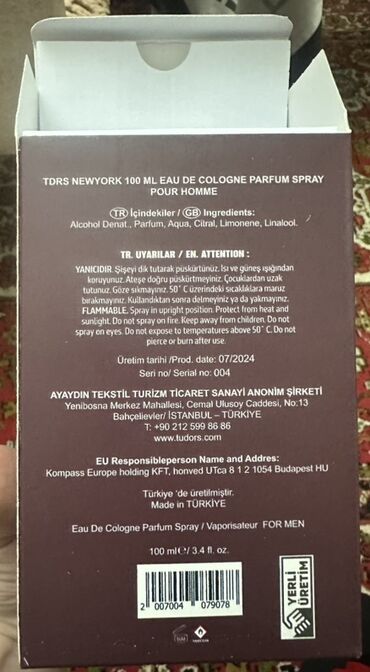 TDRS NEWYORK 100 ML EAU DE COLOGNE PARFUM SPRAY
POUR HOMME
TR İçindekiler / GB Ingredients:
Alcohol Denat., Parfum, Aqua, Citral, Limonene, Linalool.
TR. UYARILAR / EN. ATTENTION :
YANICIDIR. Şişeyi dik tutarak püskürtünüz. Isı ve güneş ışığından
koruyunuz. Ateşe doğru püskürtmeyiniz. Çocuklardan uzak
tutunuz. Göze sıkmayınız. 50˚ C üzerindeki sıcaklıklara maruz
bırakmayınız. Kullandıktan sonra delmeyiniz ya da yakmayınız.
FLAMMABLE. Spray in upright position. Protect from heat and
sunlight. Do not spray on fire. Keep away from children. Do not
spray on eyes. Do not expose to temperatures above 50˚ C. Do not
pierce or burn after use.
Üretim tarihi /Prod. date: 07/2024
Seri no/ Serial no: 004
AYAYDIN TEKSTİL TURİZM TİCARET SANAYİ ANONİM ŞİRKETİ
Yenibosna Merkez Mahallesi, Cemal Ulusoy Caddesi, No:13
Bahçelievler/ İSTANBUL – TÜRKİYE
T: +90 212 599 86 86
www.tudors.com
EU Responsibleperson Name and Addres:
Kompass Europe holding KFT, honved UTca 8 1 2 1054 Budapest HU
Türkiye 'de üretilmiştir.
Made in TÜRKİYE
Eau De Cologne Parfum Spray / Vaporisateur FOR MEN
100 ml ℮/ 3.4 fl. oz.
2 007004 079078
YERLİ
ÜRETİM